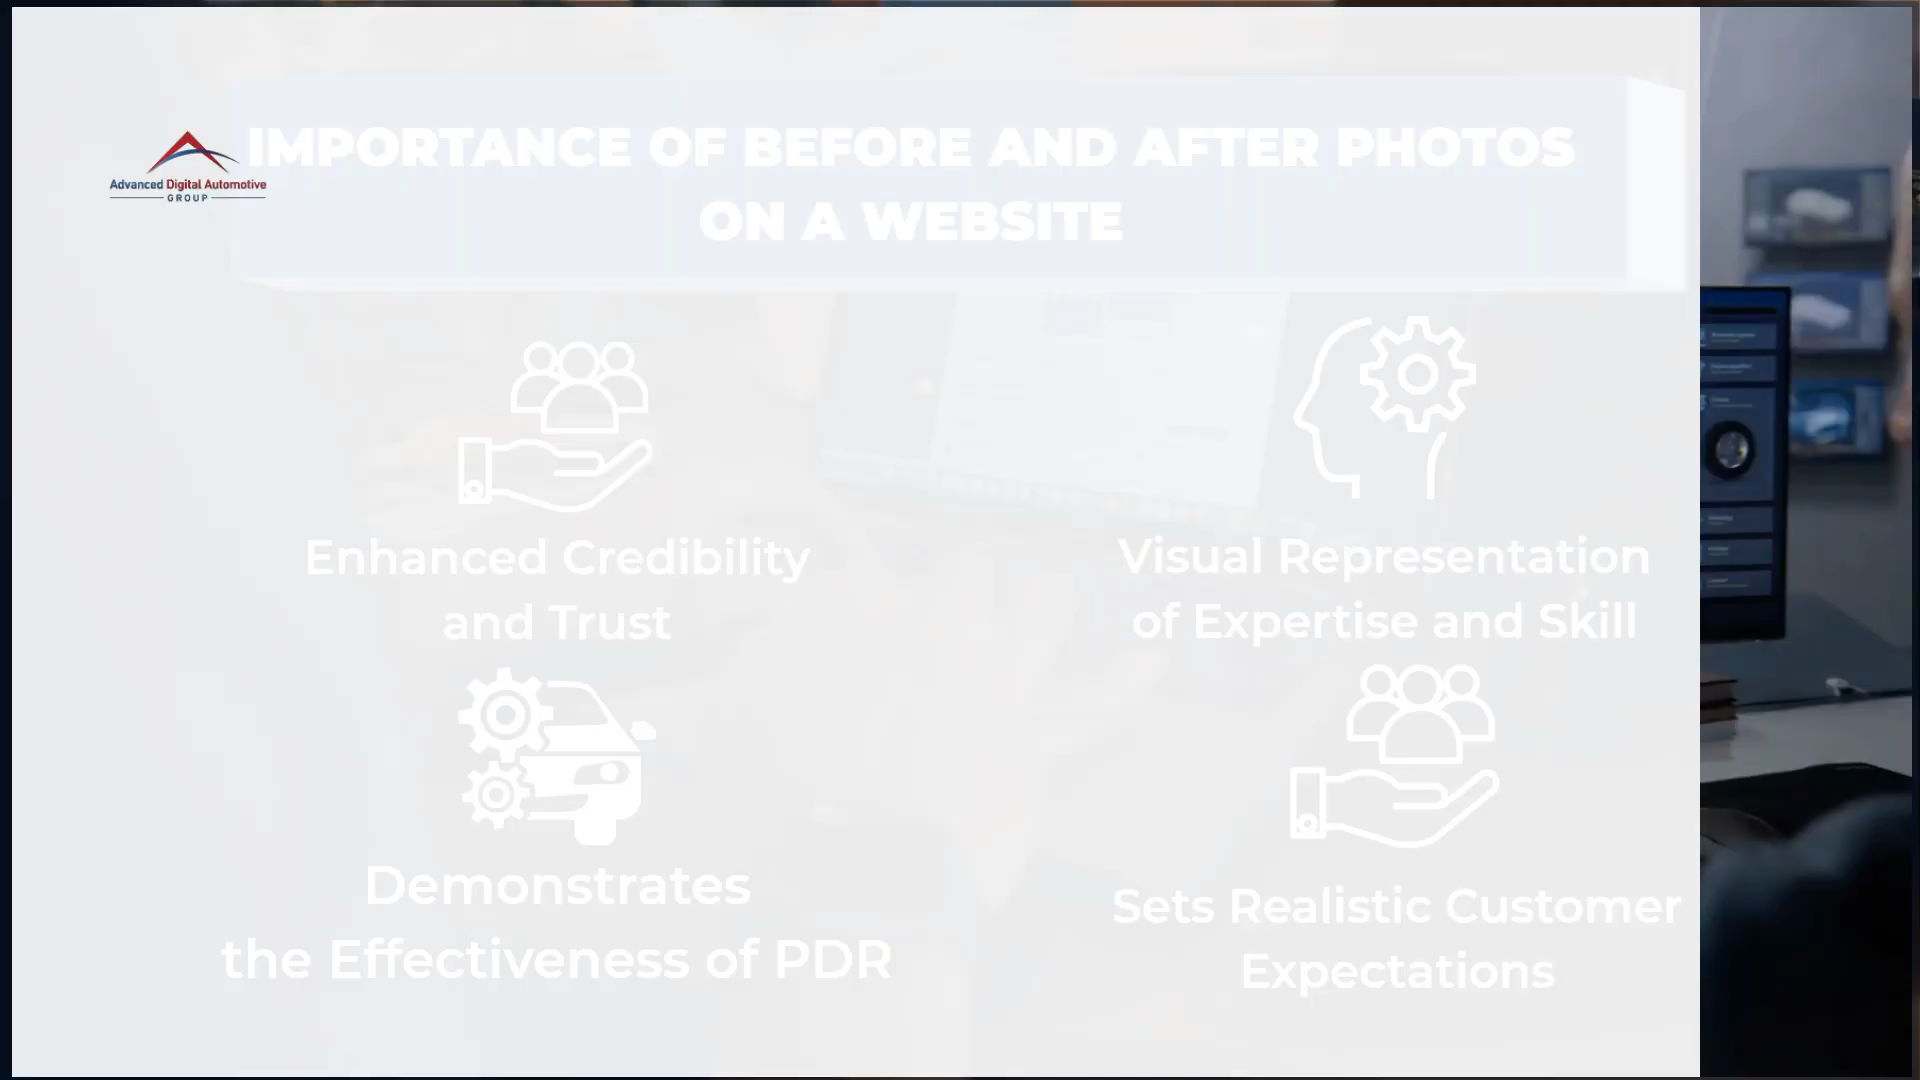 IMPORTANCE OF BEFORE AND AFTER PHOTOS
ON A WEBSITE
Advanced Digital Automotive
GROUP
Enhanced Credibility
and Trust
Visual Representation
of Expertise and Skill
Demonstrates
the Effectiveness of PDR
Sets Realistic Customer
Expectations